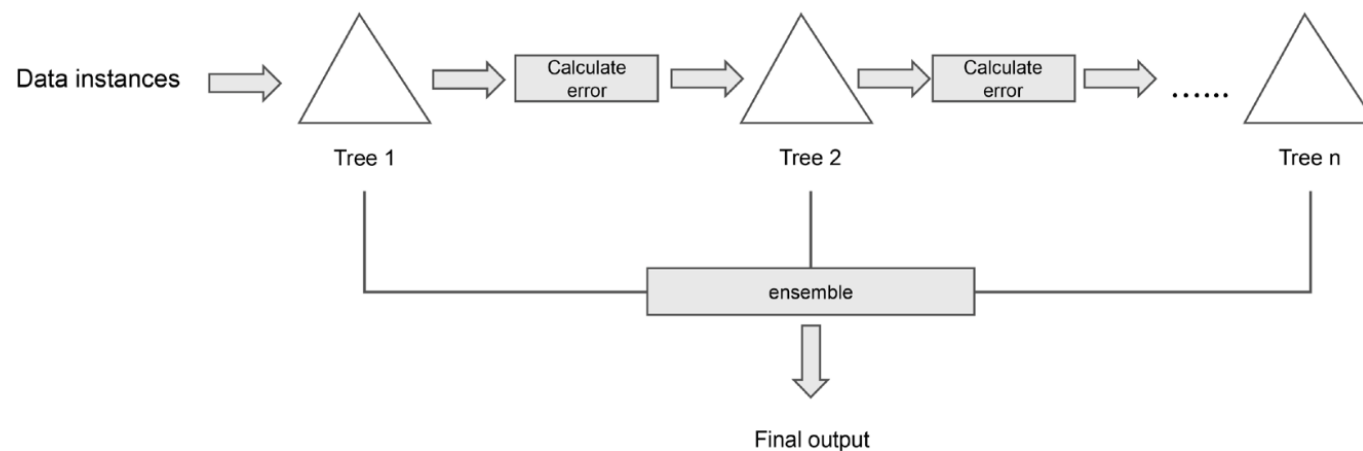 Data instances
Calculate
error
Calculate
error
......
Tree 1
Tree 2
Tree n
ensemble
Final output